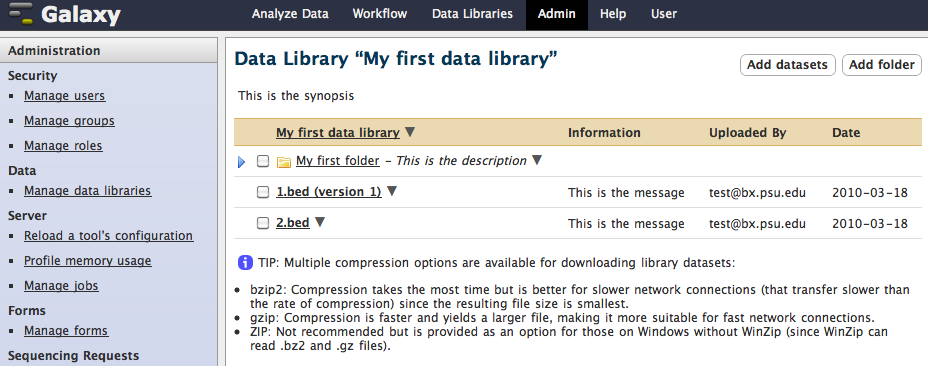 Galaxy
Analyze Data Workflow Data Libraries Admin Help User
Administration
Security
Manage users
Manage groups
Manage roles
Data
Manage data libraries
Server
Reload a tool's configuration
Profile memory usage
Manage jobs
Forms
Manage forms
Sequencing Requests
Data Library “My first data library”
Add datasets Add folder
This is the synopsis
My first data library Information Uploaded By Date
My first folder – This is the description
1.bed (version 1) This is the message test@bx.psu.edu 2010-03-18
2.bed This is the message test@bx.psu.edu 2010-03-18
TIP: Multiple compression options are available for downloading library datasets:
• bzip2: Compression takes the most time but is better for slower network connections (that transfer slower than
the rate of compression) since the resulting file size is smallest.
• gzip: Compression is faster and yields a larger file, making it more suitable for fast network connections.
• ZIP: Not recommended but is provided as an option for those on Windows without WinZip (since WinZip can
read .bz2 and .gz files).